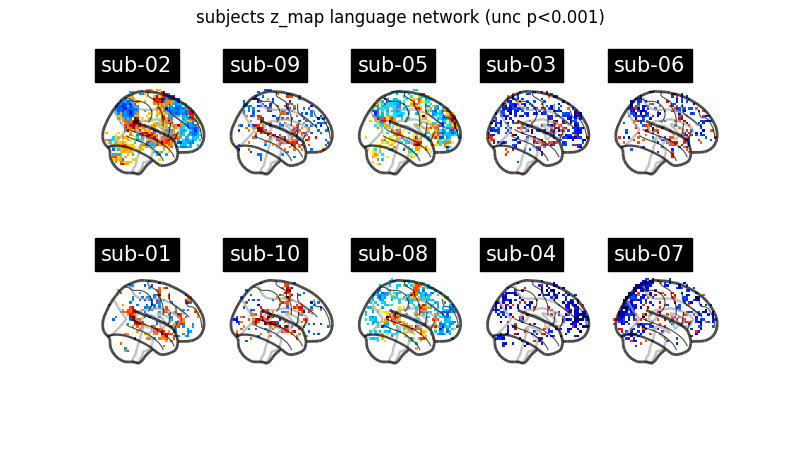 subjects z_map language network (unc p<0.001)
sub-02
sub-09
sub-05
sub-03
sub-06
sub-01
sub-10
sub-08
sub-04
sub-07